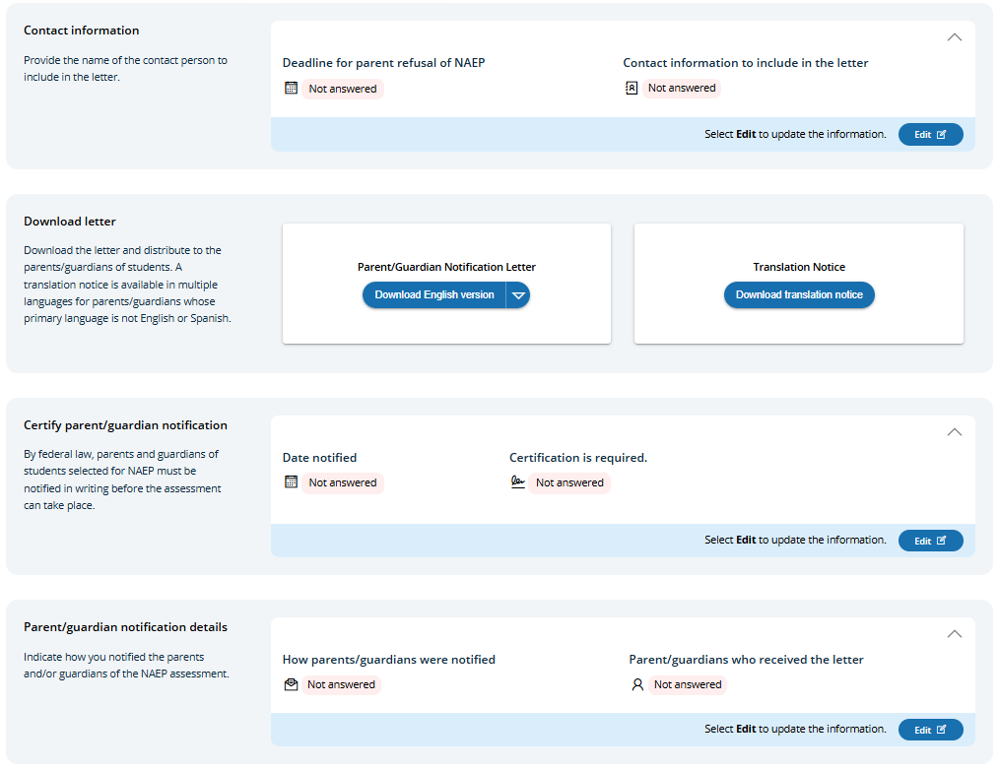 Contact information
Provide the name of the contact person to
include in the letter.
Deadline for parent refusal of NAEP
Not answered
Contact information to include in the letter
Not answered
Select Edit to update the information.
Edit
Download letter
Download the letter and distribute to the
parents/guardians of students. A
translation notice is available in multiple
languages for parents/guardians whose
primary language is not English or Spanish.
Parent/Guardian Notification Letter
Download English version
Translation Notice
Download translation notice
Certify parent/guardian notification
By federal law, parents and guardians of
students selected for NAEP must be
notified in writing before the assessment
can take place.
Date notified
Not answered
Certification is required.
Not answered
Select Edit to update the information.
Edit
Parent/guardian notification details
Indicate how you notified the parents
and/or guardians of the NAEP assessment.
How parents/guardians were notified
Not answered
Parent/guardians who received the letter
Not answered
Select Edit to update the information.
Edit